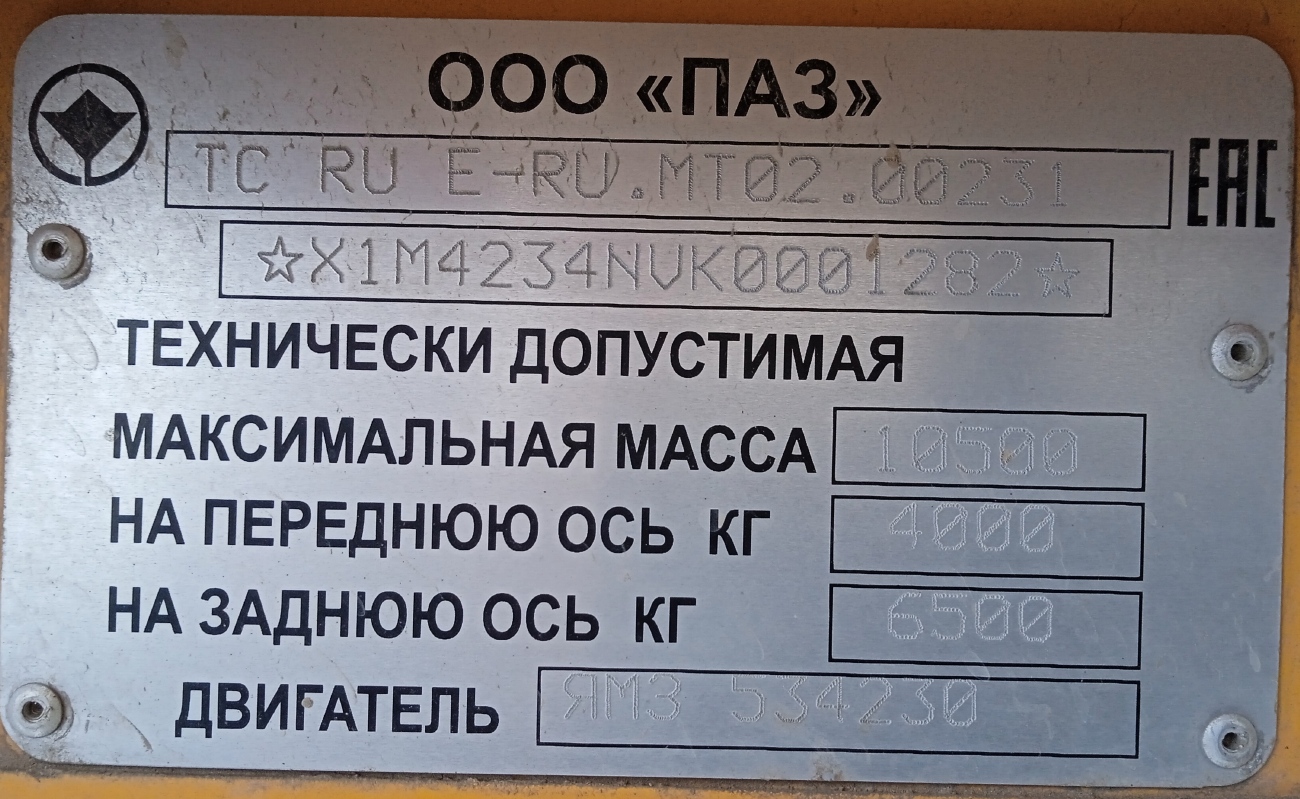 ООО «ПАЗ»
ТС RU Е-RU.МТ02.00231
EAC
☆X1M4234NVK0001282☆
ТЕХНИЧЕСКИ ДОПУСТИМАЯ
МАКСИМАЛЬНАЯ МАССА 10500
НА ПЕРЕДНЮЮ ОСЬ КГ 4000
НА ЗАДНЮЮ ОСЬ КГ 6500
ДВИГАТЕЛЬ ЯМЗ 534230